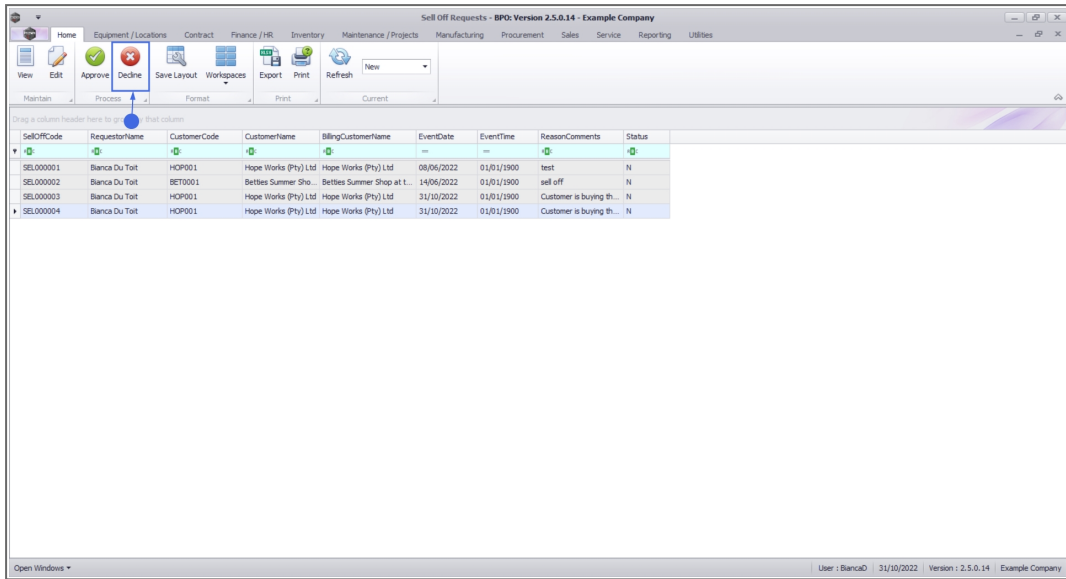 Sell Off Requests - BPO: Version 2.5.0.14 - Example Company
Home Equipment / Locations Contract Finance / HR Inventory Maintenance / Projects Manufacturing Procurement Sales Service Reporting Utilities
View Edit Approve Decline Save Layout Workspaces Export Print Refresh New
Maintain Process Format Print Current
Drag a column header here to group by that column
SellOffCode RequestorName CustomerCode CustomerName BillingCustomerName EventDate EventTime ReasonComments Status
SEL000001 Bianca Du Toit HOP001 Hope Works (Pty) Ltd Hope Works (Pty) Ltd 08/06/2022 01/01/1900 test N
SEL000002 Bianca Du Toit BET0001 Betties Summer Sho... Betties Summer Shop at t... 14/06/2022 01/01/1900 sell off N
SEL000003 Bianca Du Toit HOP001 Hope Works (Pty) Ltd Hope Works (Pty) Ltd 31/10/2022 01/01/1900 Customer is buying th... N
SEL000004 Bianca Du Toit HOP001 Hope Works (Pty) Ltd Hope Works (Pty) Ltd 31/10/2022 01/01/1900 Customer is buying th... N
Open Windows User : BiancaD 31/10/2022 Version : 2.5.0.14 Example Company